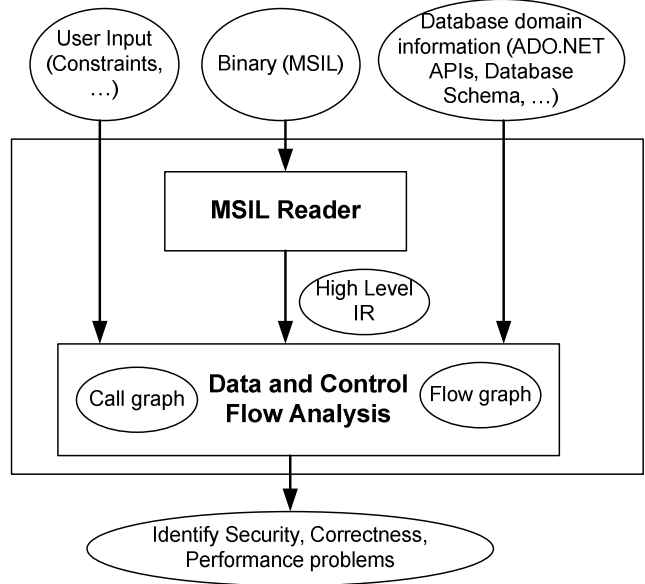 User Input
(Constraints,
…)
Binary (MSIL)
Database domain
information (ADO.NET
APIs, Database
Schema, …)
MSIL Reader
High Level
IR
Call graph
Data and Control
Flow Analysis
Flow graph
Identify Security, Correctness,
Performance problems